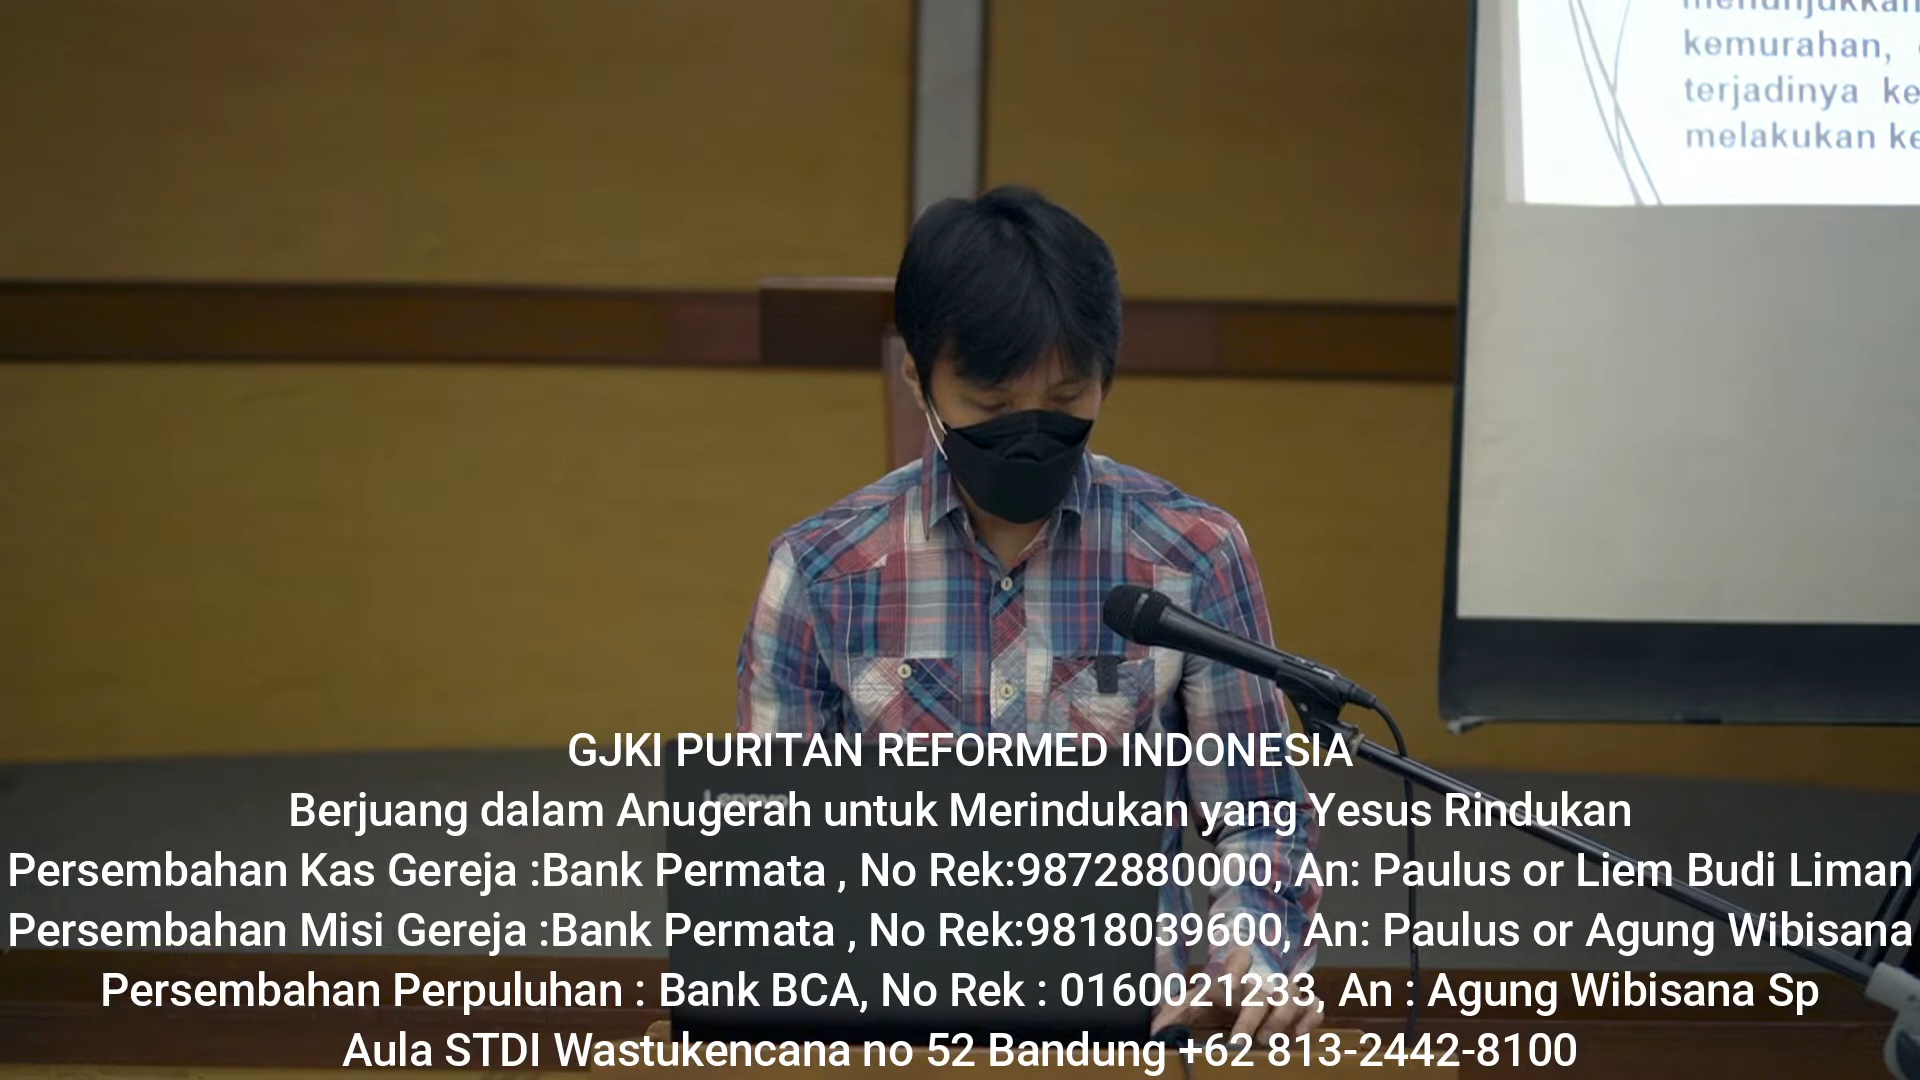 kemurahan,
terjadinya
melakukan
GJKI PURITAN REFORMED INDONESIA
Berjuang dalam Anugerah untuk Merindukan yang Yesus Rindukan
Persembahan Kas Gereja :Bank Permata , No Rek:9872880000, An: Paulus or Liem Budi Liman
Persembahan Misi Gereja :Bank Permata , No Rek:9818039600, An: Paulus or Agung Wibisana
Persembahan Perpuluhan : Bank BCA, No Rek : 0160021233, An : Agung Wibisana Sp
Aula STDI Wastukencana no 52 Bandung +62 813-2442-8100